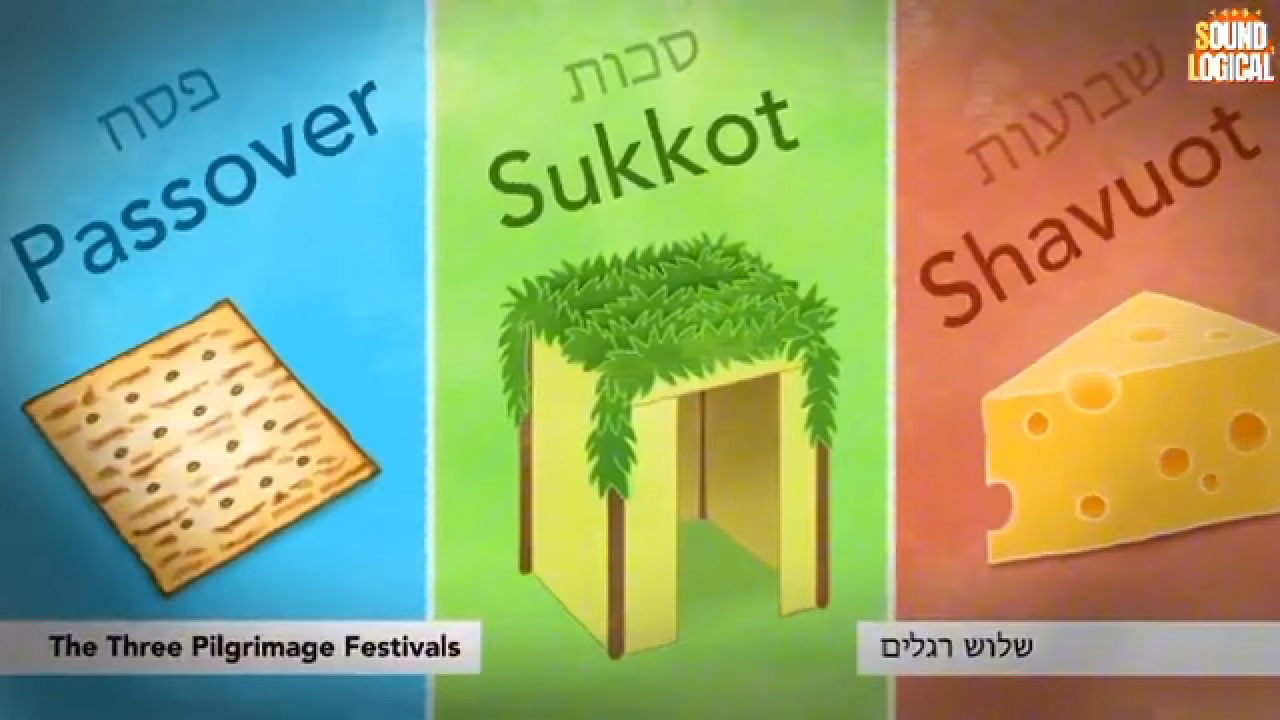 פסח
Passover
סכות
Sukkot
שבועות
Shavuot
SOUND
LOGICAL
The Three Pilgrimage Festivals
שלוש רגלים